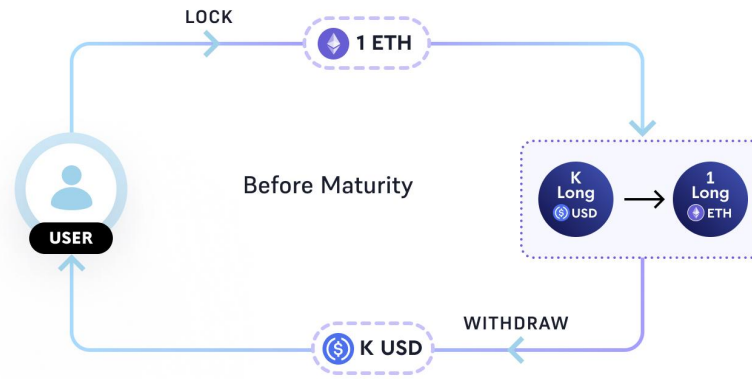 LOCK
1 ETH
Before Maturity
K
Long
USD
1
Long
ETH
USER
WITHDRAW
K USD